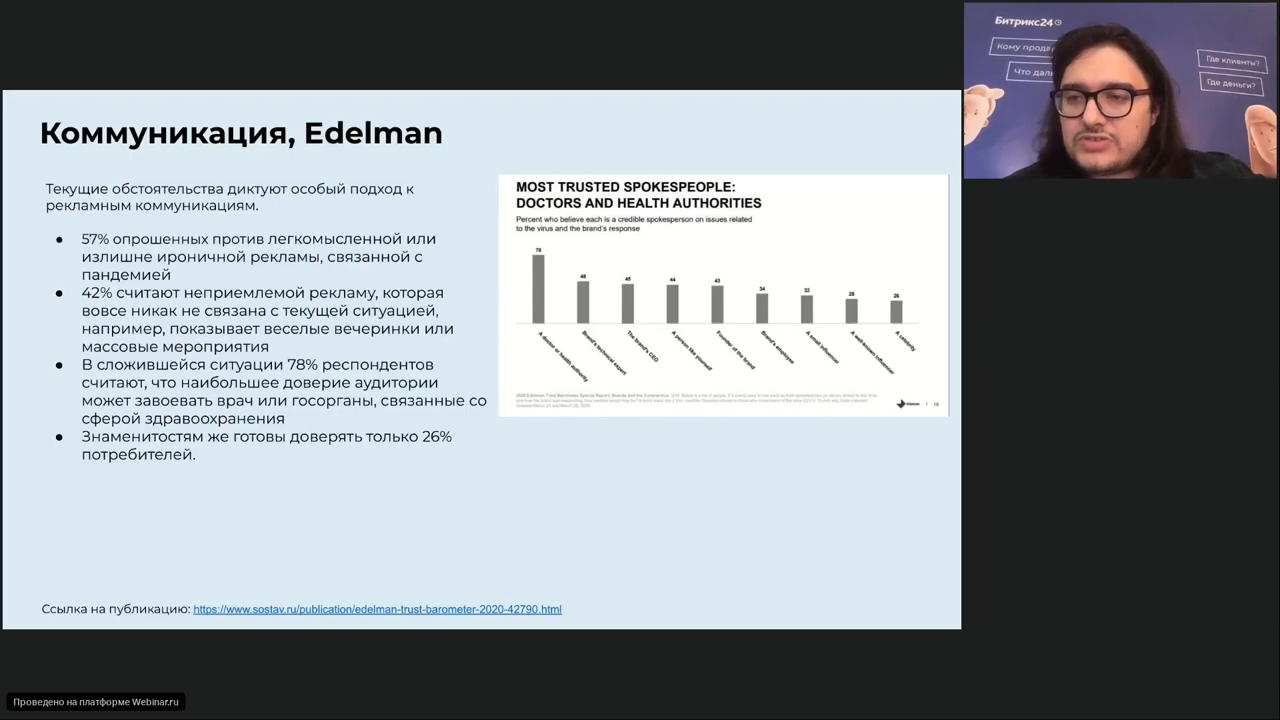 Битрикс24
Кому прода
Что дал
Где клиенты?
Где деньги?
Коммуникация, Edelman
Текущие обстоятельства диктуют особый подход к
рекламным коммуникациям.
● 57% опрошенных против легкомысленной или
излишне ироничной рекламы, связанной с
пандемией
● 42% считают неприемлемой рекламу, которая
вовсе никак не связана с текущей ситуацией,
например, показывает веселые вечеринки или
массовые мероприятия
● В сложившейся ситуации 78% респондентов
считают, что наибольшее доверие аудитории
может завоевать врач или госорганы, связанные со
сферой здравоохранения
● Знаменитостям же готовы доверять только 26%
потребителей.
MOST TRUSTED SPOKESPEOPLE:
DOCTORS AND HEALTH AUTHORITIES
Percent who believe each is a credible spokesperson on issues related
to the virus and the brand's response
78
45
44
43
34
32
26
A doctor or health authority
Brand's technical expert
The brand's CEO
A person like yourself
Founder of the brand
Brand's employee
A small influencer
A well-known influencer
A celebrity
Edelman
Ссылка на публикацию: https://www.sostav.ru/publication/edelman-trust-barometer-2020-42790.html
Проведено на платформе Webinar.ru